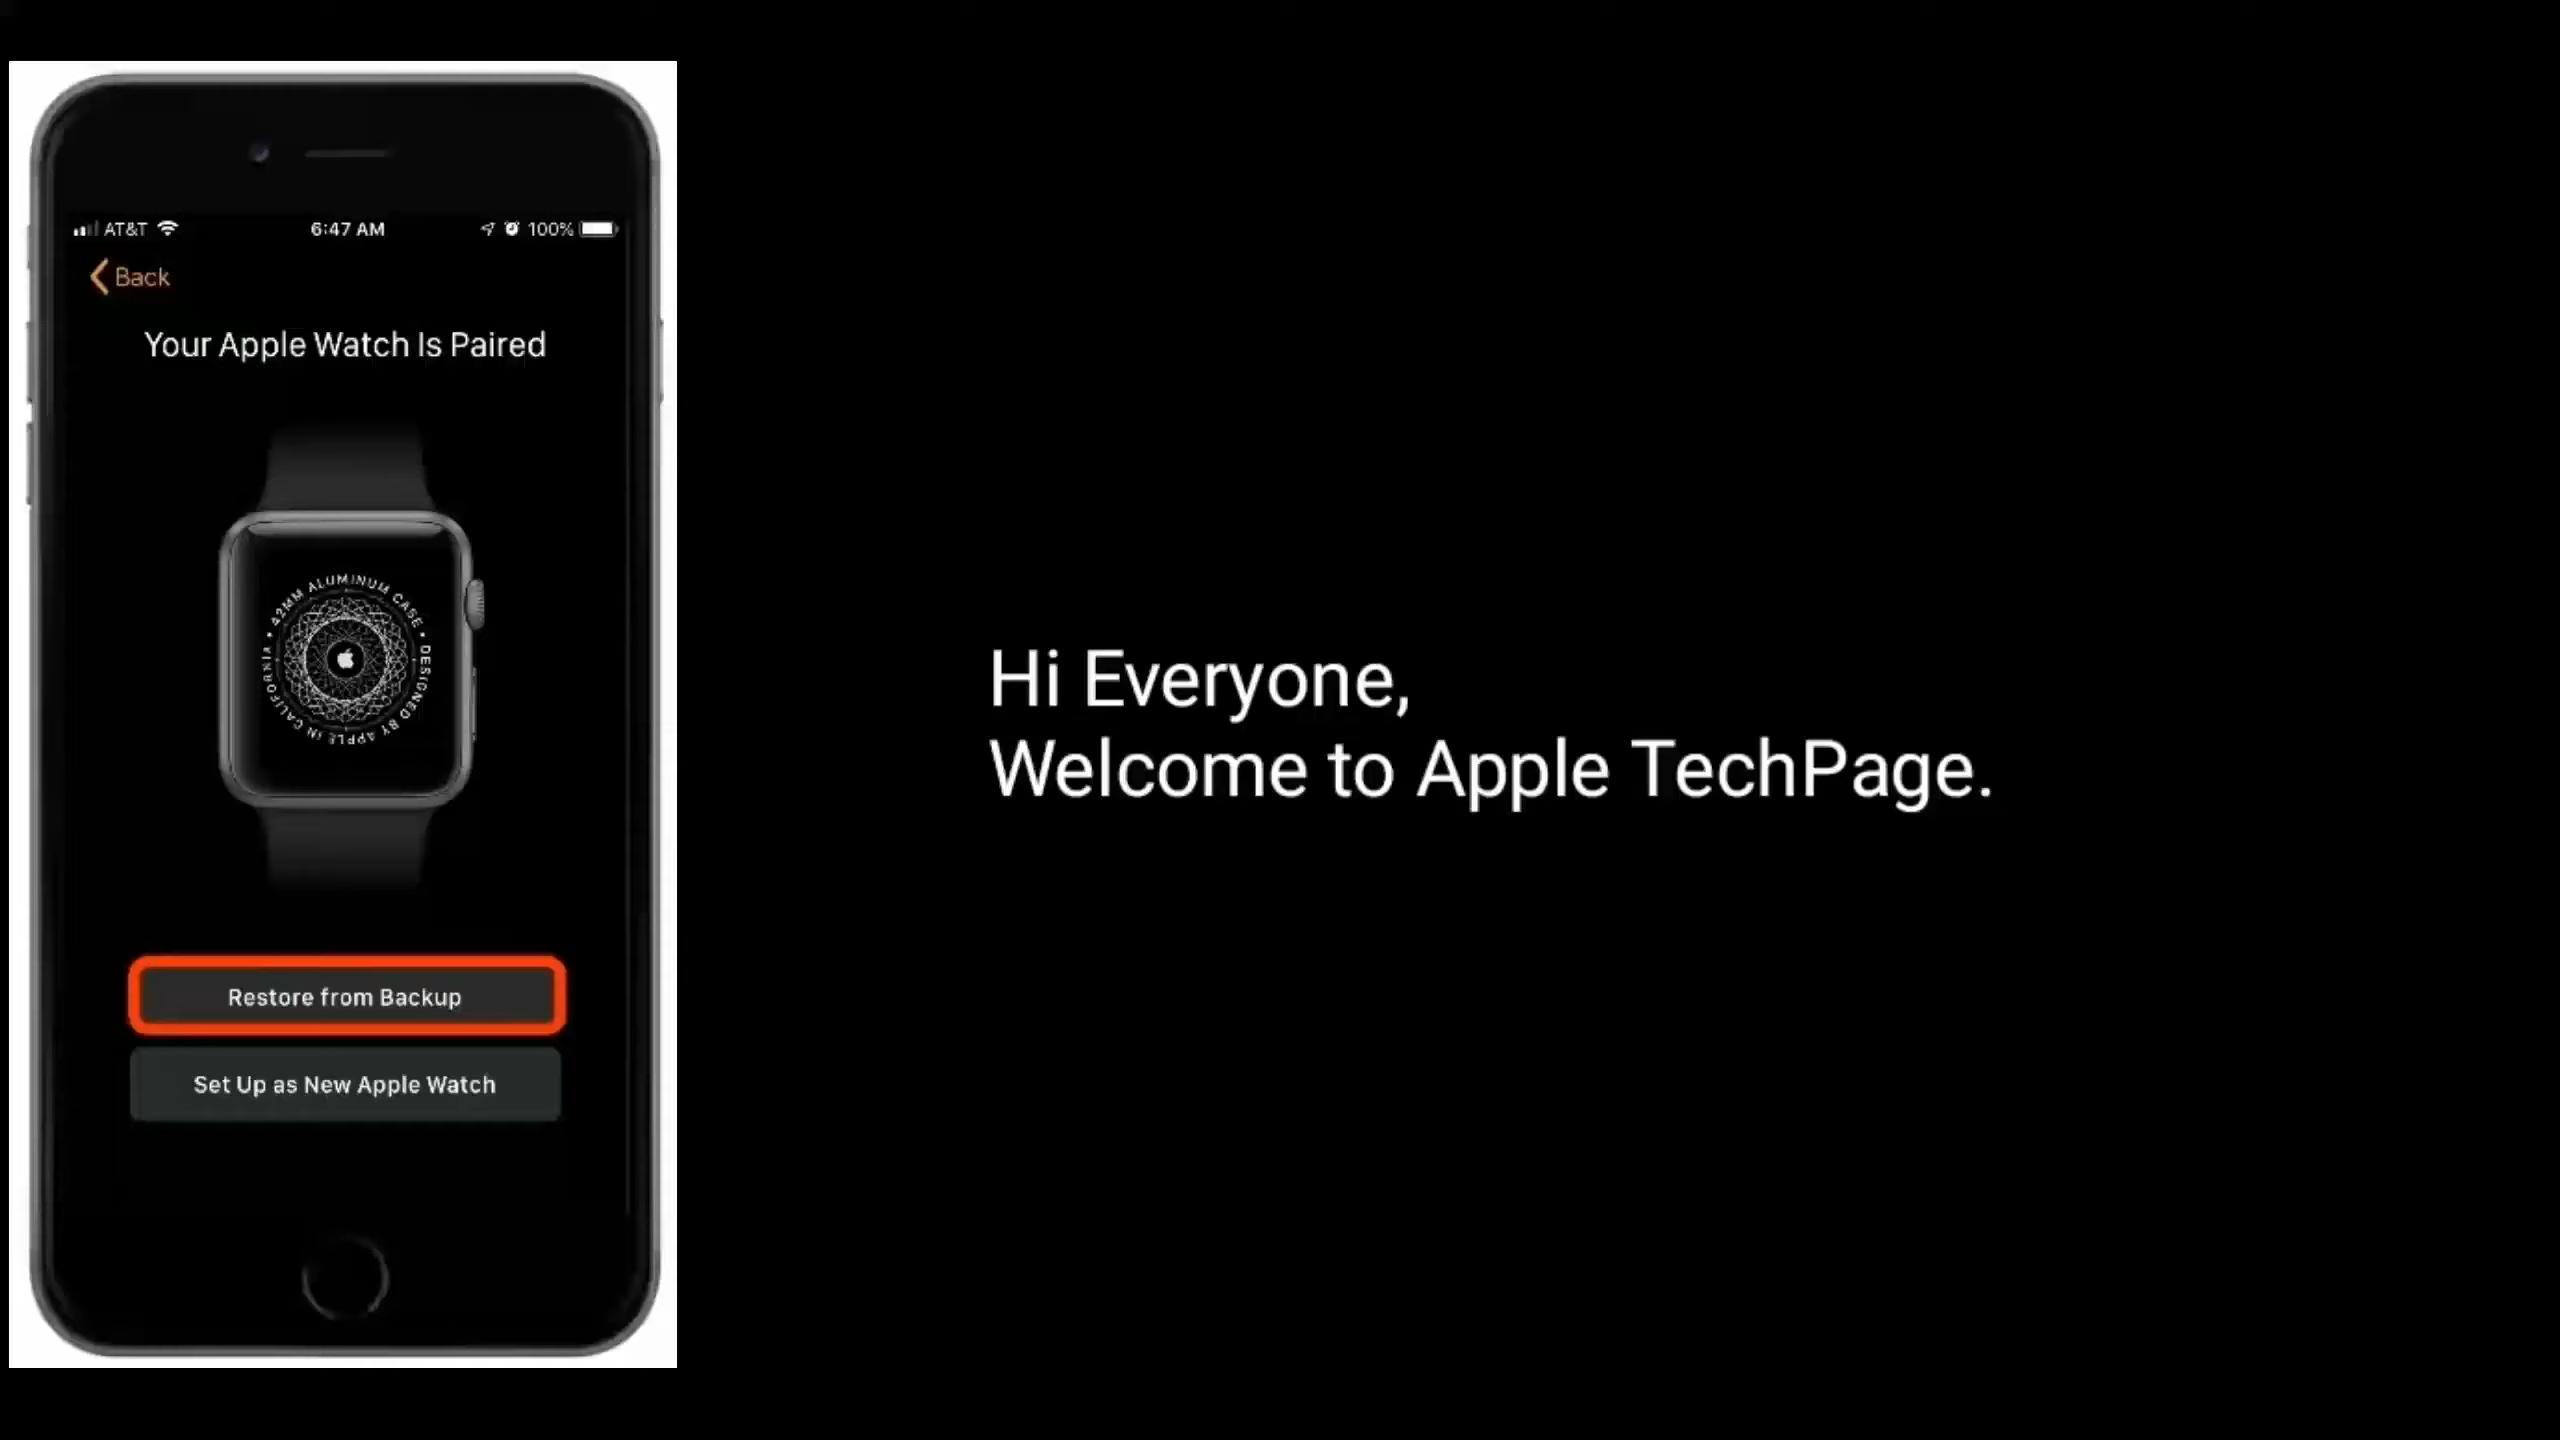 AT&T 6:47 AM 100%
Back
Your Apple Watch Is Paired
42MM ALUMINUM CASE • DESIGNED BY APPLE IN CALIFORNIA •
Restore from Backup
Set Up as New Apple Watch
Hi Everyone,
Welcome to Apple TechPage.